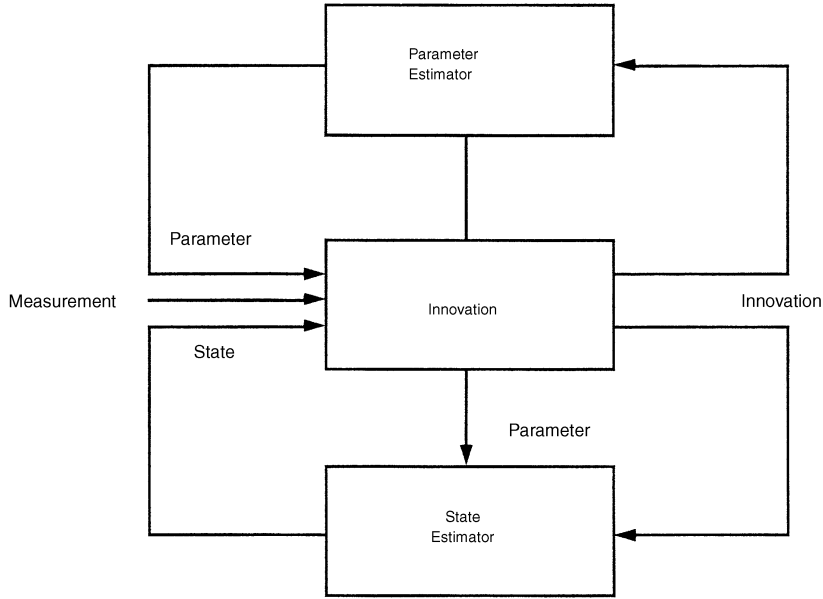 Parameter
Estimator
Parameter
Measurement
Innovation
Innovation
State
Parameter
State
Estimator